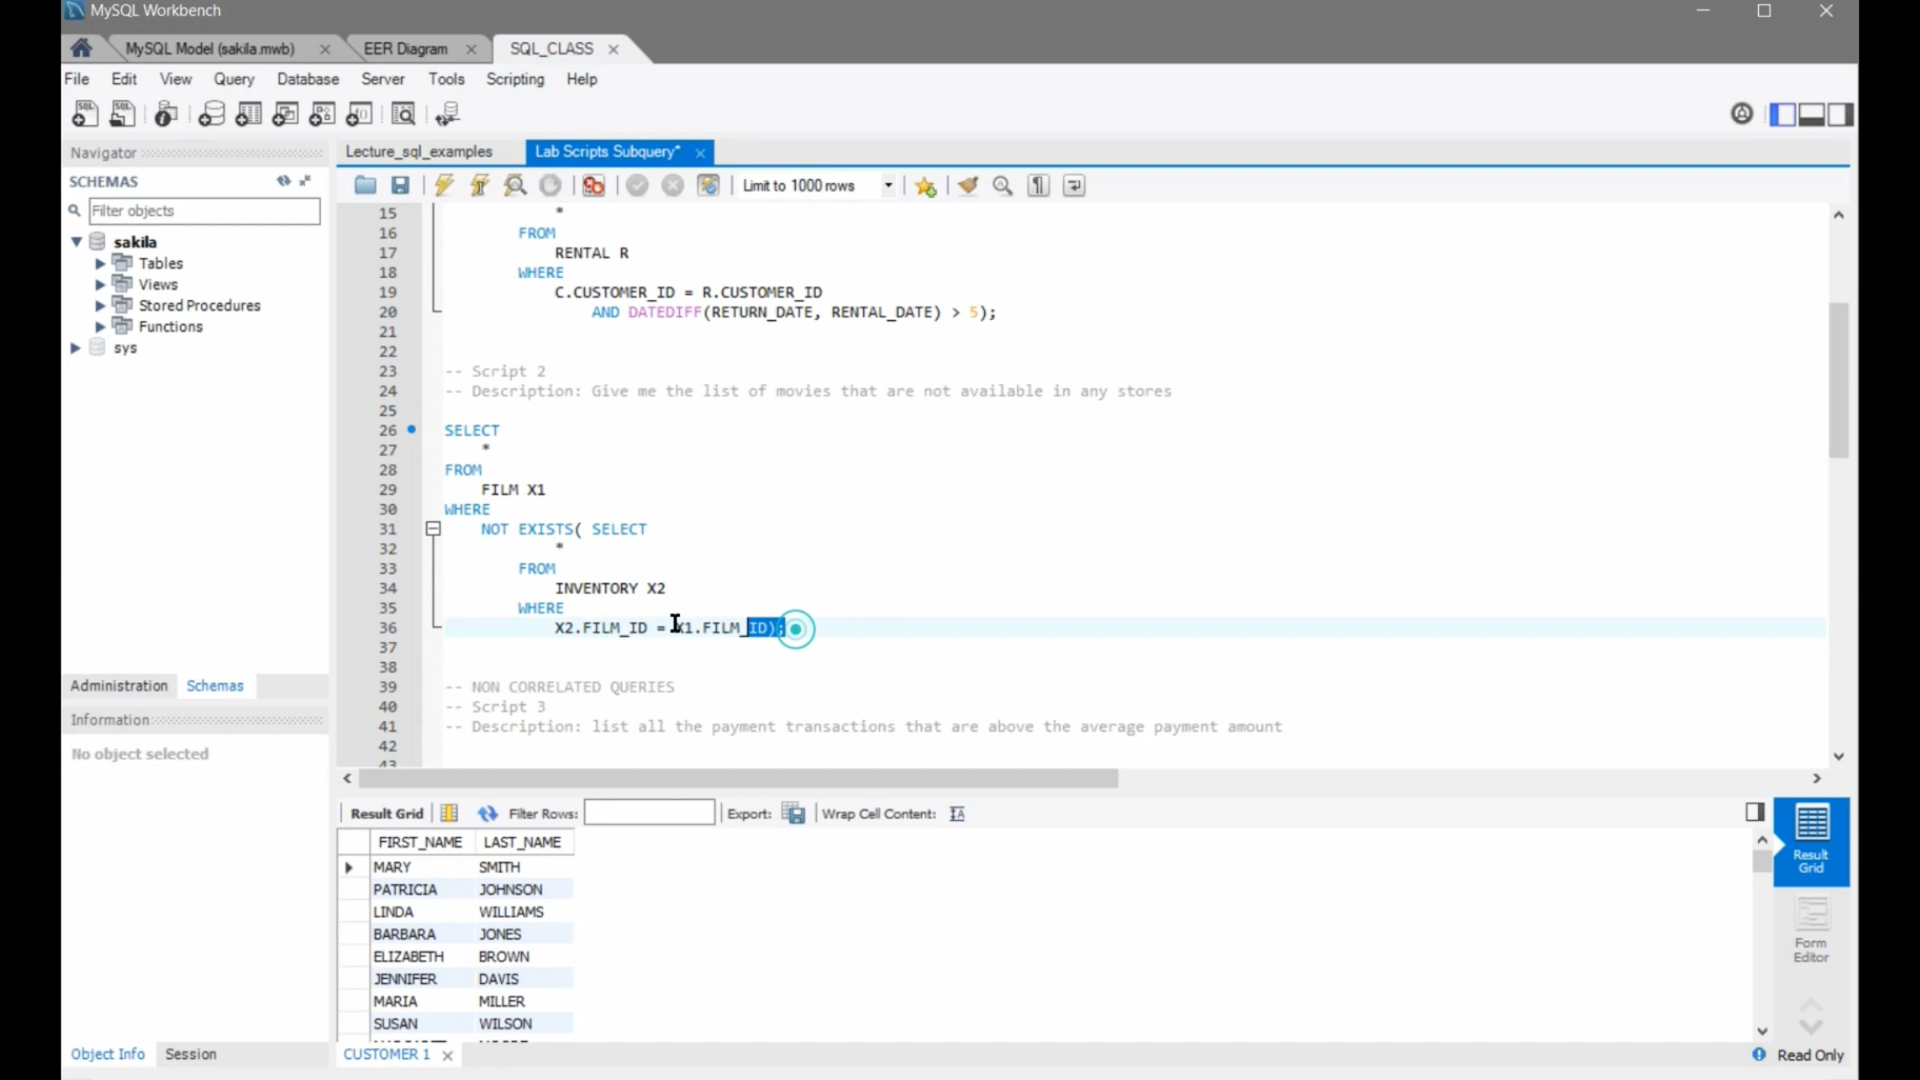 MySQL Workbench
MySQL Model (sakila.mwb)
EER Diagram
SQL_CLASS
File Edit View Query Database Server Tools Scripting Help
Navigator
SCHEMAS
Filter objects
sakila
Tables
Views
Stored Procedures
Functions
sys
Administration Schemas
Information
No object selected
Object Info Session
Lecture_sql_examples
Lab Scripts Subquery*
Limit to 1000 rows
15 *
16 FROM
17 RENTAL R
18 WHERE
19 C.CUSTOMER_ID = R.CUSTOMER_ID
20 AND DATEDIFF(RETURN_DATE, RENTAL_DATE) > 5);
21
22
23 -- Script 2
24 -- Description: Give me the list of movies that are not available in any stores
25
26 SELECT
27 *
28 FROM
29 FILM X1
30 WHERE
31 NOT EXISTS( SELECT
32 *
33 FROM
34 INVENTORY X2
35 WHERE
36 X2.FILM_ID = X1.FILM_ID);
37
38
39 -- NON CORRELATED QUERIES
40 -- Script 3
41 -- Description: list all the payment transactions that are above the average payment amount
42
43
Result Grid Filter Rows: Export: Wrap Cell Content:
FIRST_NAME LAST_NAME
MARY SMITH
PATRICIA JOHNSON
LINDA WILLIAMS
BARBARA JONES
ELIZABETH BROWN
JENNIFER DAVIS
MARIA MILLER
SUSAN WILSON
Result
Grid
Form
Editor
CUSTOMER 1
Read Only